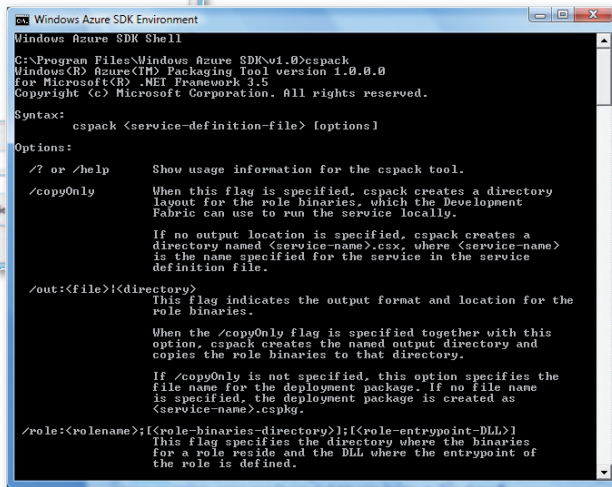 Windows Azure SDK Environment
Windows Azure SDK Shell
C:\Program Files\Windows Azure SDK\v1.0>cspack
Windows(R) Azure(TM) Packaging Tool version 1.0.0.0
for Microsoft(R) .NET Framework 3.5
Copyright (c) Microsoft Corporation. All rights reserved.
Syntax:
cspack <service-definition-file> [options]
Options:
/? or /help Show usage information for the cspack tool.
/copyOnly When this flag is specified, cspack creates a directory
layout for the role binaries, which the Development
Fabric can use to run the service locally.
If no output location is specified, cspack creates a
directory named <service-name>.csx, where <service-name>
is the name specified for the service in the service
definition file.
/out:<file>|<directory>
This flag indicates the output format and location for the
role binaries.
When the /copyOnly flag is specified together with this
option, cspack creates the named output directory and
copies the role binaries to that directory.
If /copyOnly is not specified, this option specifies the
file name for the deployment package. If no file name
is specified, the deployment package is created as
<service-name>.cspkg.
/role:<rolename>;[<role-binaries-directory>];[<role-entrypoint-DLL>]
This flag specifies the directory where the binaries
for a role reside and the DLL where the entrypoint of
the role is defined.